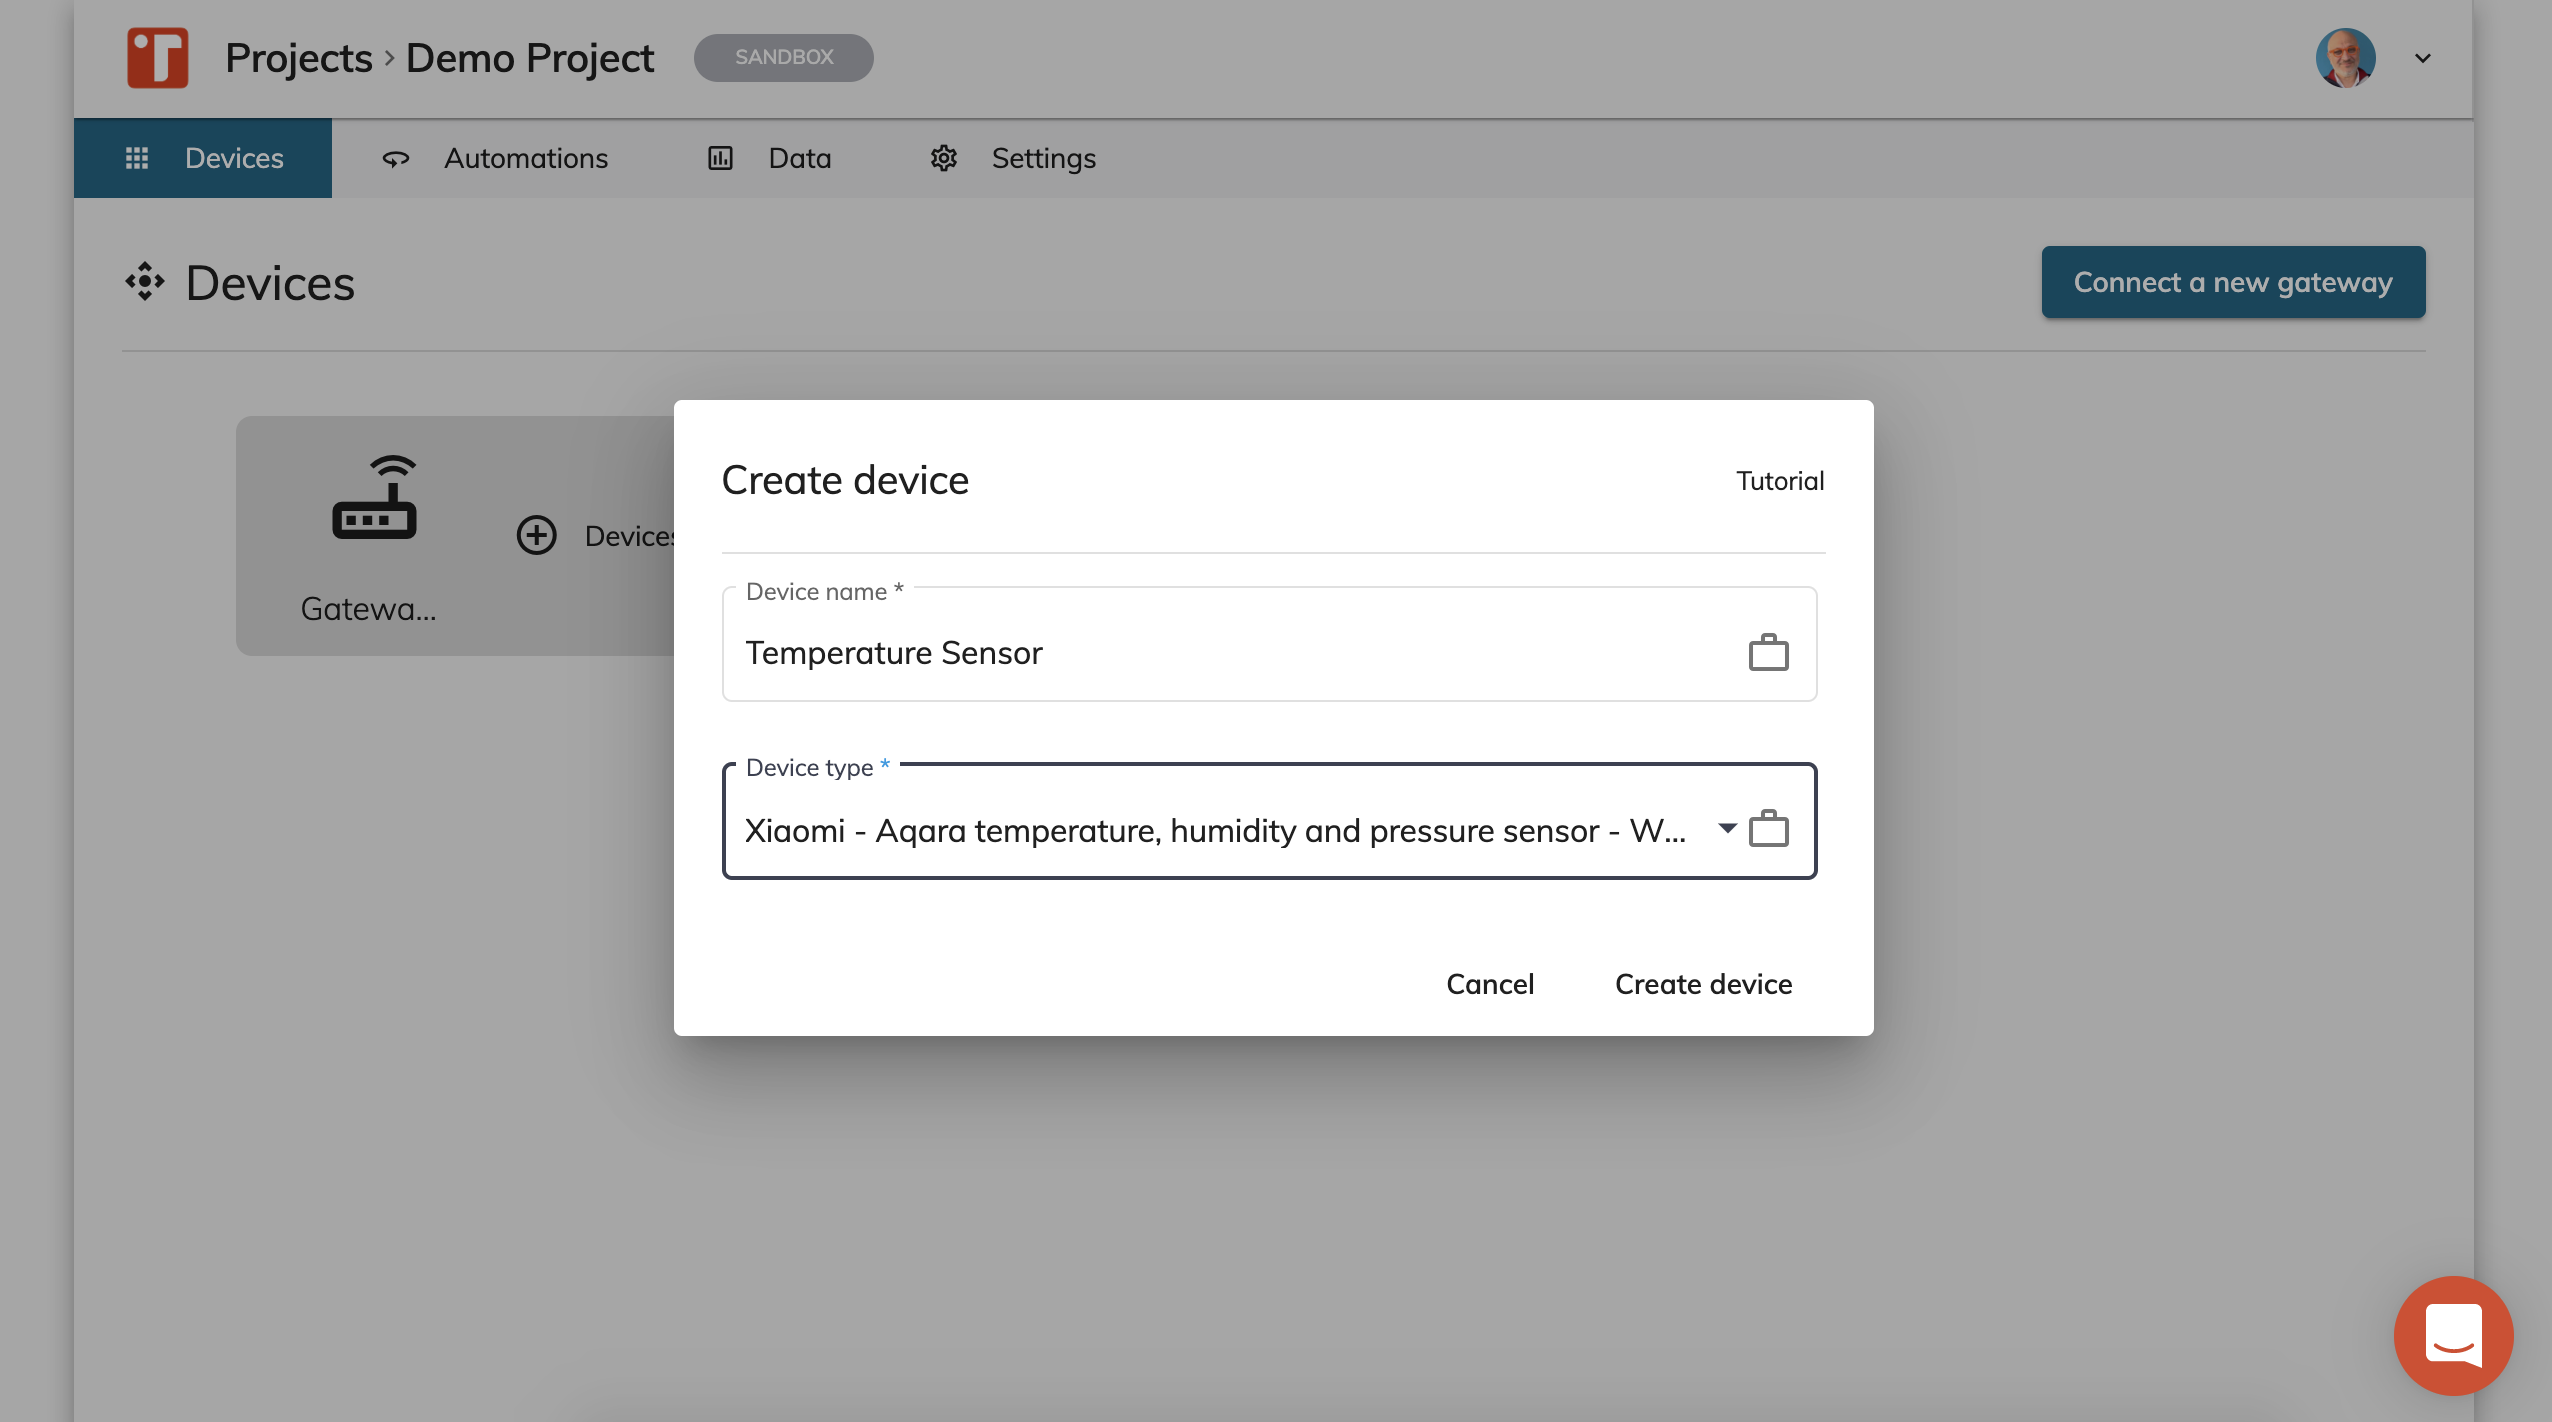 Projects > Demo Project
SANDBOX
Devices
Automations
Data
Settings
Devices
Connect a new gateway
Gatewa...
Devices
Create device
Tutorial
Device name *
Temperature Sensor
Device type *
Xiaomi - Aqara temperature, humidity and pressure sensor - W...
Cancel
Create device